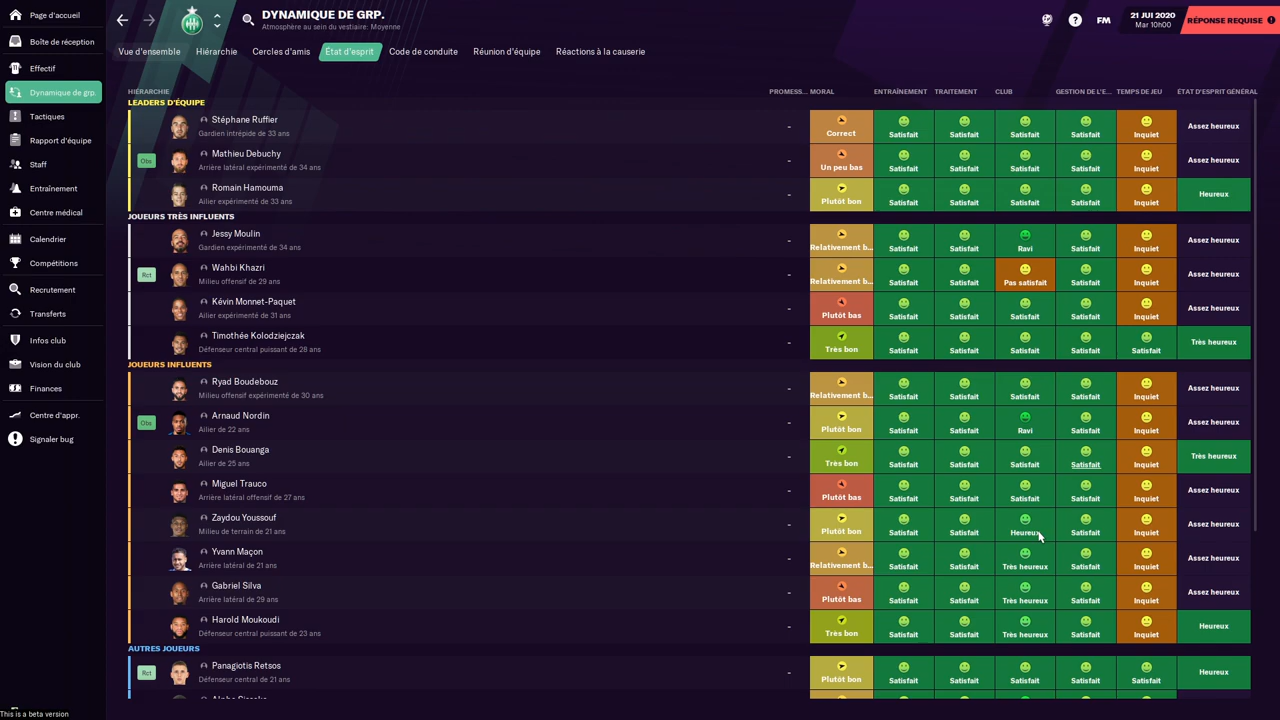 Page d'accueil
Boîte de réception
Effectif
Dynamique de grp.
Tactiques
Rapport d'équipe
Staff
Entraînement
Centre médical
Calendrier
Compétitions
Recrutement
Transferts
Infos club
Vision du club
Finances
Centre d'appr.
Signaler bug
This is a beta version
DYNAMIQUE DE GRP.
Atmosphère au sein du vestiaire: Moyenne
FM
21 JUI 2020
Mar 10h00
RÉPONSE REQUISE
Vue d'ensemble Hiérarchie Cercles d'amis État d'esprit Code de conduite Réunion d'équipe Réactions à la causerie
HIÉRARCHIE PROMESS... MORAL ENTRAÎNEMENT TRAITEMENT CLUB GESTION DE L'E... TEMPS DE JEU ÉTAT D'ESPRIT GÉNÉRAL
LEADERS D'ÉQUIPE
Stéphane Ruffier
Gardien intrépide de 33 ans
- Correct Satisfait Satisfait Satisfait Satisfait Inquiet Assez heureux
Obs Mathieu Debuchy
Arrière latéral expérimenté de 34 ans
- Un peu bas Satisfait Satisfait Satisfait Satisfait Inquiet Assez heureux
Romain Hamouma
Ailier expérimenté de 33 ans
- Plutôt bon Satisfait Satisfait Satisfait Satisfait Inquiet Heureux
JOUEURS TRÈS INFLUENTS
Jessy Moulin
Gardien expérimenté de 34 ans
- Relativement b... Satisfait Satisfait Ravi Satisfait Inquiet Assez heureux
Rct Wahbi Khazri
Milieu offensif de 29 ans
- Relativement b... Satisfait Satisfait Pas satisfait Satisfait Inquiet Assez heureux
Kévin Monnet-Paquet
Ailier expérimenté de 31 ans
- Plutôt bas Satisfait Satisfait Satisfait Satisfait Inquiet Assez heureux
Timothée Kolodziejczak
Défenseur central puissant de 28 ans
- Très bon Satisfait Satisfait Satisfait Satisfait Satisfait Très heureux
JOUEURS INFLUENTS
Ryad Boudebouz
Milieu offensif expérimenté de 30 ans
- Relativement b... Satisfait Satisfait Satisfait Satisfait Inquiet Assez heureux
Obs Arnaud Nordin
Ailier de 22 ans
- Plutôt bon Satisfait Satisfait Ravi Satisfait Inquiet Assez heureux
Denis Bouanga
Ailier de 25 ans
- Très bon Satisfait Satisfait Satisfait Satisfait Inquiet Très heureux
Miguel Trauco
Arrière latéral offensif de 27 ans
- Plutôt bas Satisfait Satisfait Satisfait Satisfait Inquiet Assez heureux
Zaydou Youssouf
Milieu de terrain de 21 ans
- Plutôt bon Satisfait Satisfait Heureux Satisfait Inquiet Assez heureux
Yvann Maçon
Arrière latéral de 21 ans
- Relativement b... Satisfait Satisfait Très heureux Satisfait Inquiet Assez heureux
Gabriel Silva
Arrière latéral de 29 ans
- Plutôt bas Satisfait Satisfait Très heureux Satisfait Inquiet Assez heureux
Harold Moukoudi
Défenseur central puissant de 23 ans
- Très bon Satisfait Satisfait Très heureux Satisfait Inquiet Heureux
AUTRES JOUEURS
Rct Panagiotis Retsos
Défenseur central de 21 ans
- Plutôt bon Satisfait Satisfait Satisfait Satisfait Satisfait Heureux